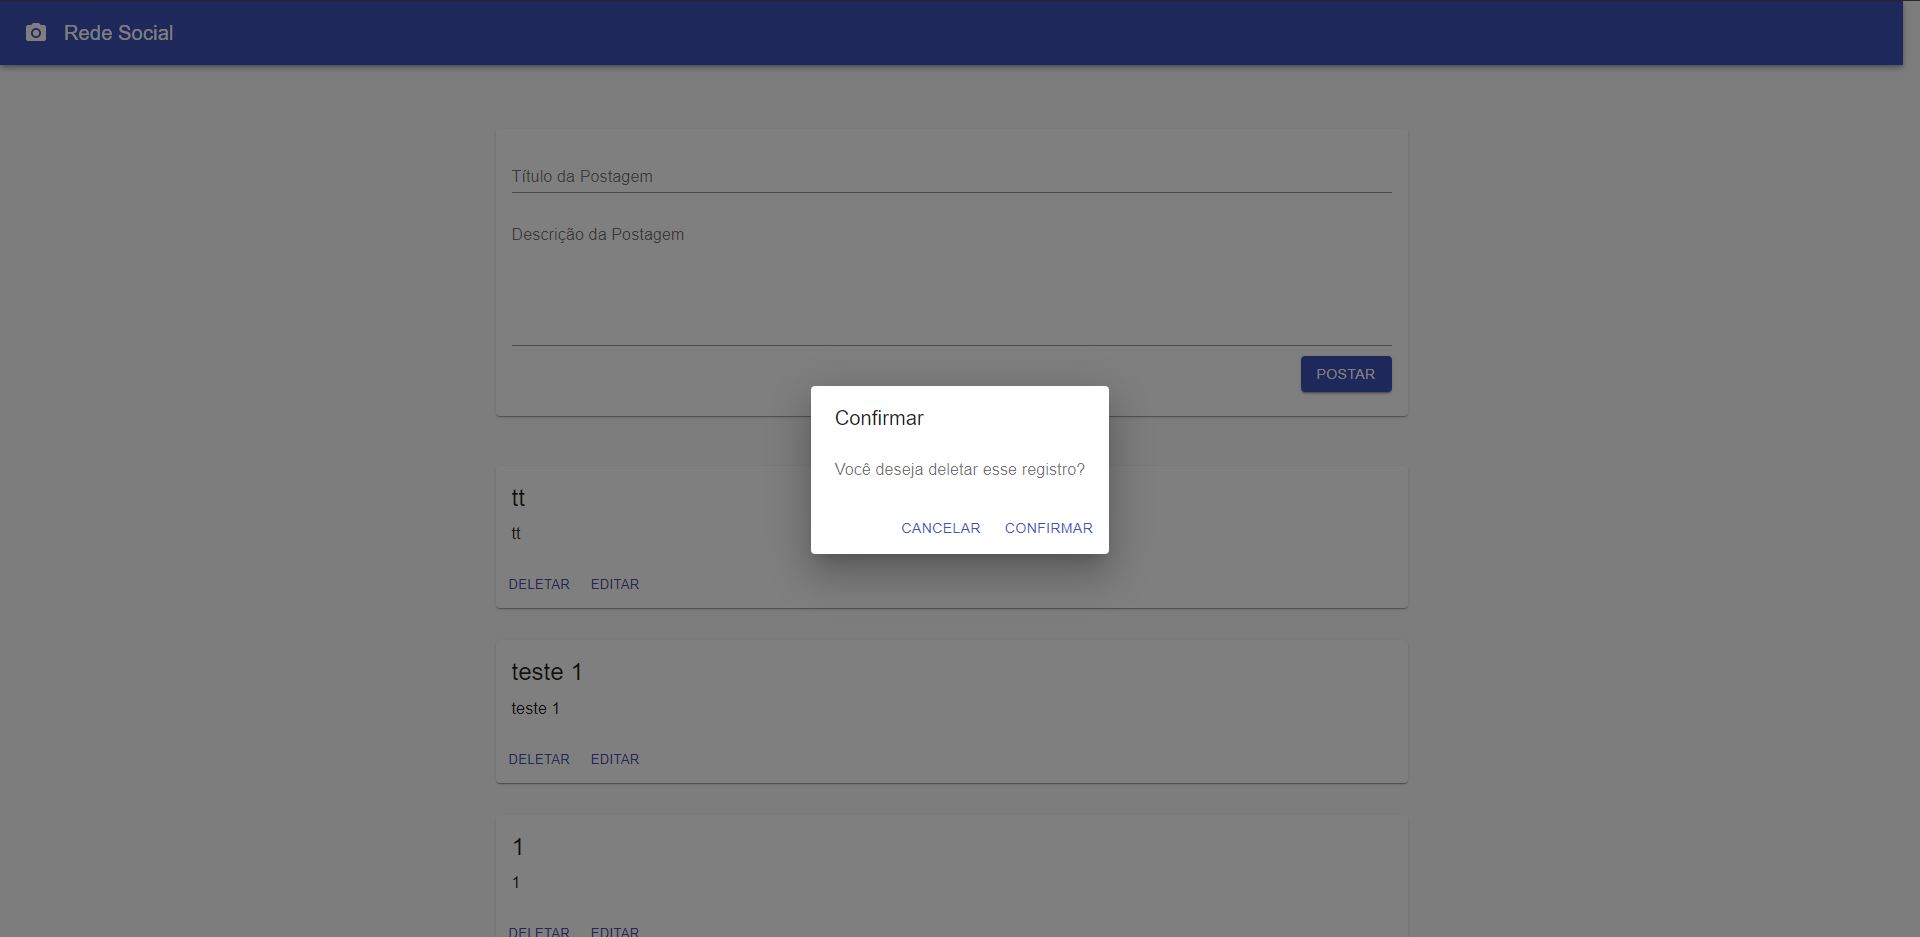 Rede Social
Título da Postagem
Descrição da Postagem
POSTAR
Confirmar
Você deseja deletar esse registro?
CANCELAR CONFIRMAR
tt
tt
DELETAR EDITAR
teste 1
teste 1
DELETAR EDITAR
1
1
DELETAR EDITAR